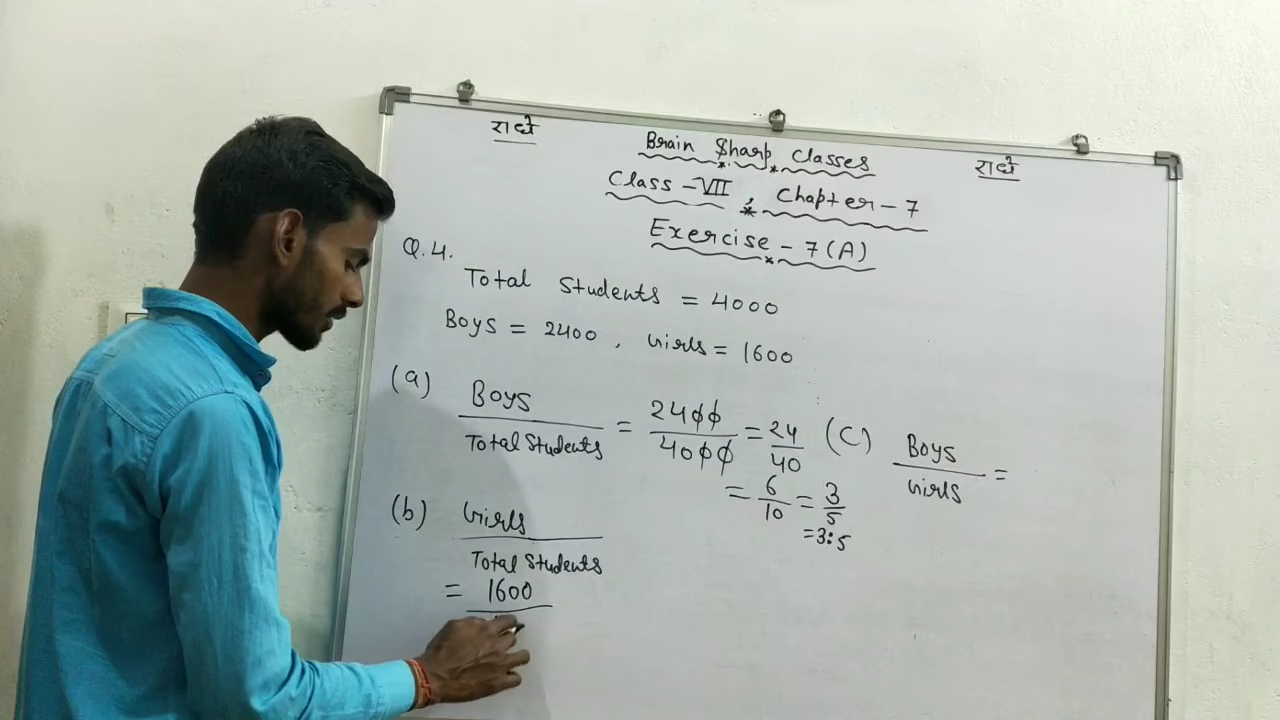 राधे
Brain Sharp Classes
राधे
Class - VII, Chapter - 7
Exercise - 7(A)
Q.4.
Total Students = 4000
Boys = 2400, Girls = 1600
(a) Boys / Total Students = 2400 / 4000 = 24 / 40
= 6 / 10 = 3 / 5
= 3:5
(b) Girls / Total Students
= 1600
(C) Boys / Girls =